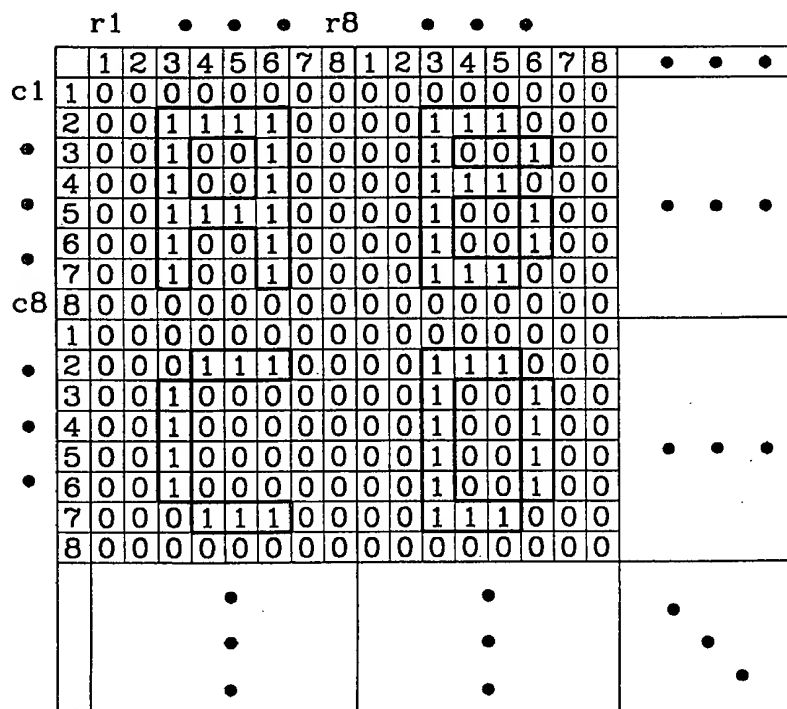 r1 • • • r8 • • •
1 2 3 4 5 6 7 8 1 2 3 4 5 6 7 8 • • •
c1 1 0 0 0 0 0 0 0 0 0 0 0 0 0 0 0 0
2 0 0 1 1 1 1 0 0 0 0 1 1 1 0 0 0
• 3 0 0 1 0 0 1 0 0 0 0 1 0 0 1 0 0
4 0 0 1 0 0 1 0 0 0 0 1 1 1 0 0 0
• 5 0 0 1 1 1 1 0 0 0 0 1 0 0 1 0 0 • • •
• 6 0 0 1 0 0 1 0 0 0 0 1 0 0 1 0 0
7 0 0 1 0 0 1 0 0 0 0 1 1 1 0 0 0
c8 8 0 0 0 0 0 0 0 0 0 0 0 0 0 0 0 0
1 0 0 0 0 0 0 0 0 0 0 0 0 0 0 0 0
• 2 0 0 0 1 1 1 0 0 0 0 1 1 1 0 0 0
3 0 0 1 0 0 0 0 0 0 0 1 0 0 1 0 0
• 4 0 0 1 0 0 0 0 0 0 0 1 0 0 1 0 0
5 0 0 1 0 0 0 0 0 0 0 1 0 0 1 0 0 • • •
• 6 0 0 1 0 0 0 0 0 0 0 1 0 0 1 0 0
7 0 0 0 1 1 1 0 0 0 0 1 1 1 0 0 0
8 0 0 0 0 0 0 0 0 0 0 0 0 0 0 0 0
• • •
• • •
• • •